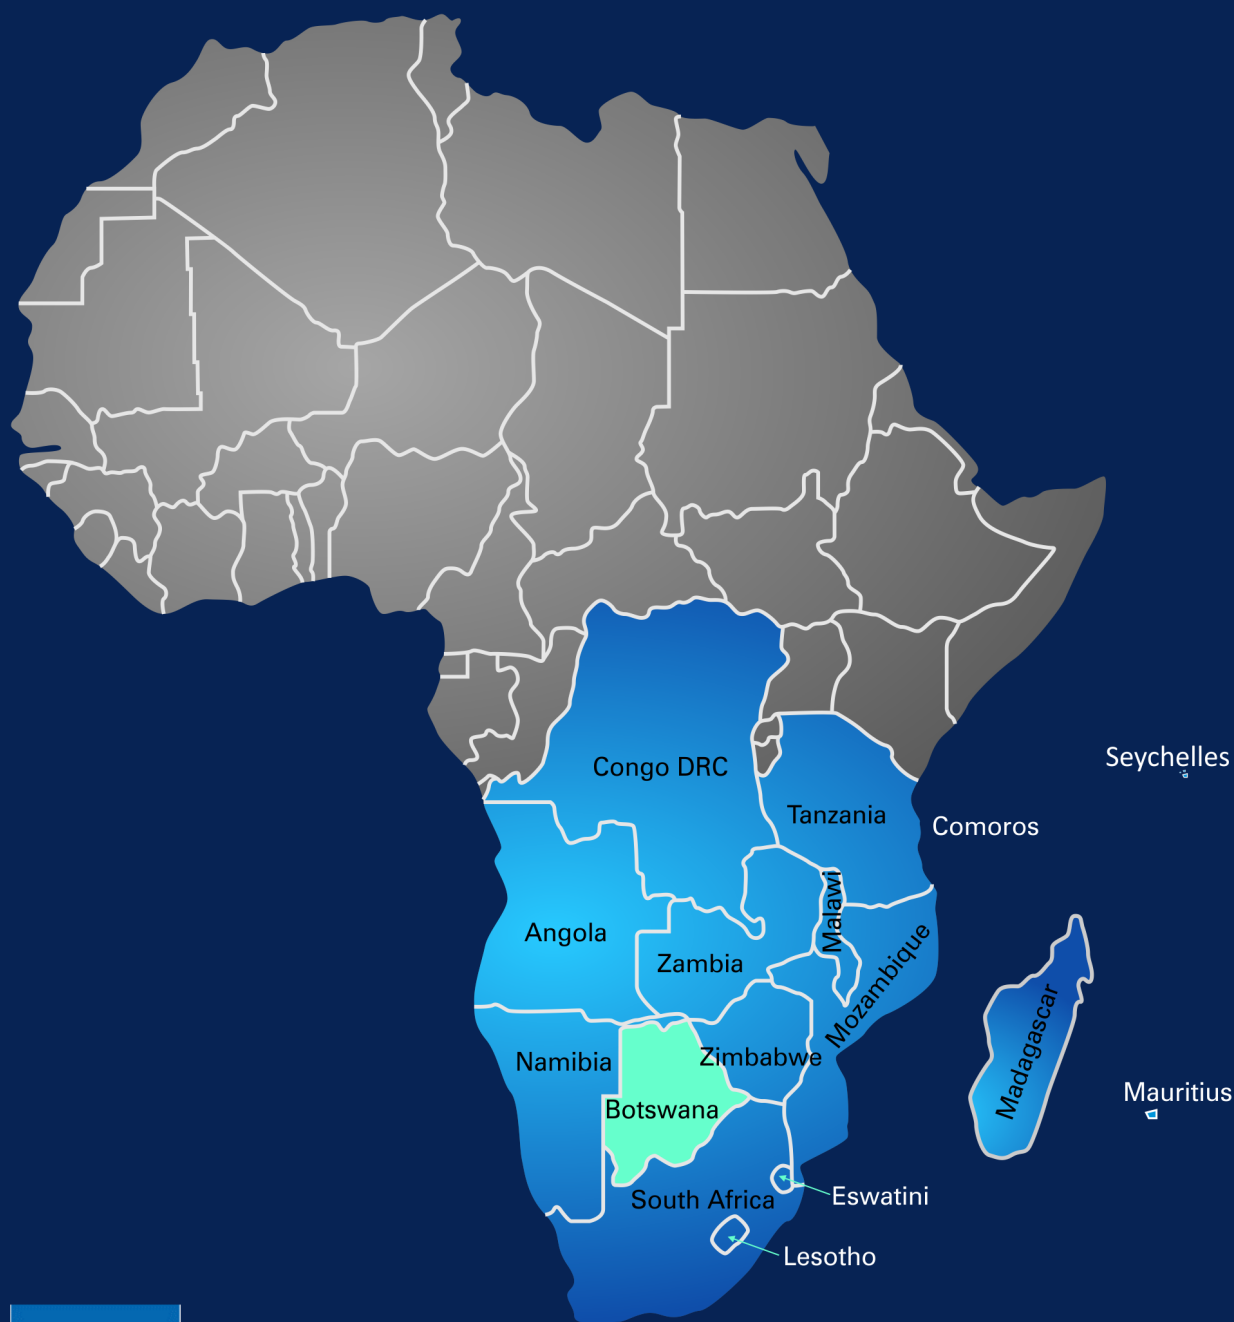 Seychelles
Congo DRC
Tanzania
Comoros
Malawi
Angola
Zambia
Mozambique
Madagascar
Namibia
Zimbabwe
Mauritius
Botswana
South Africa
Eswatini
Lesotho